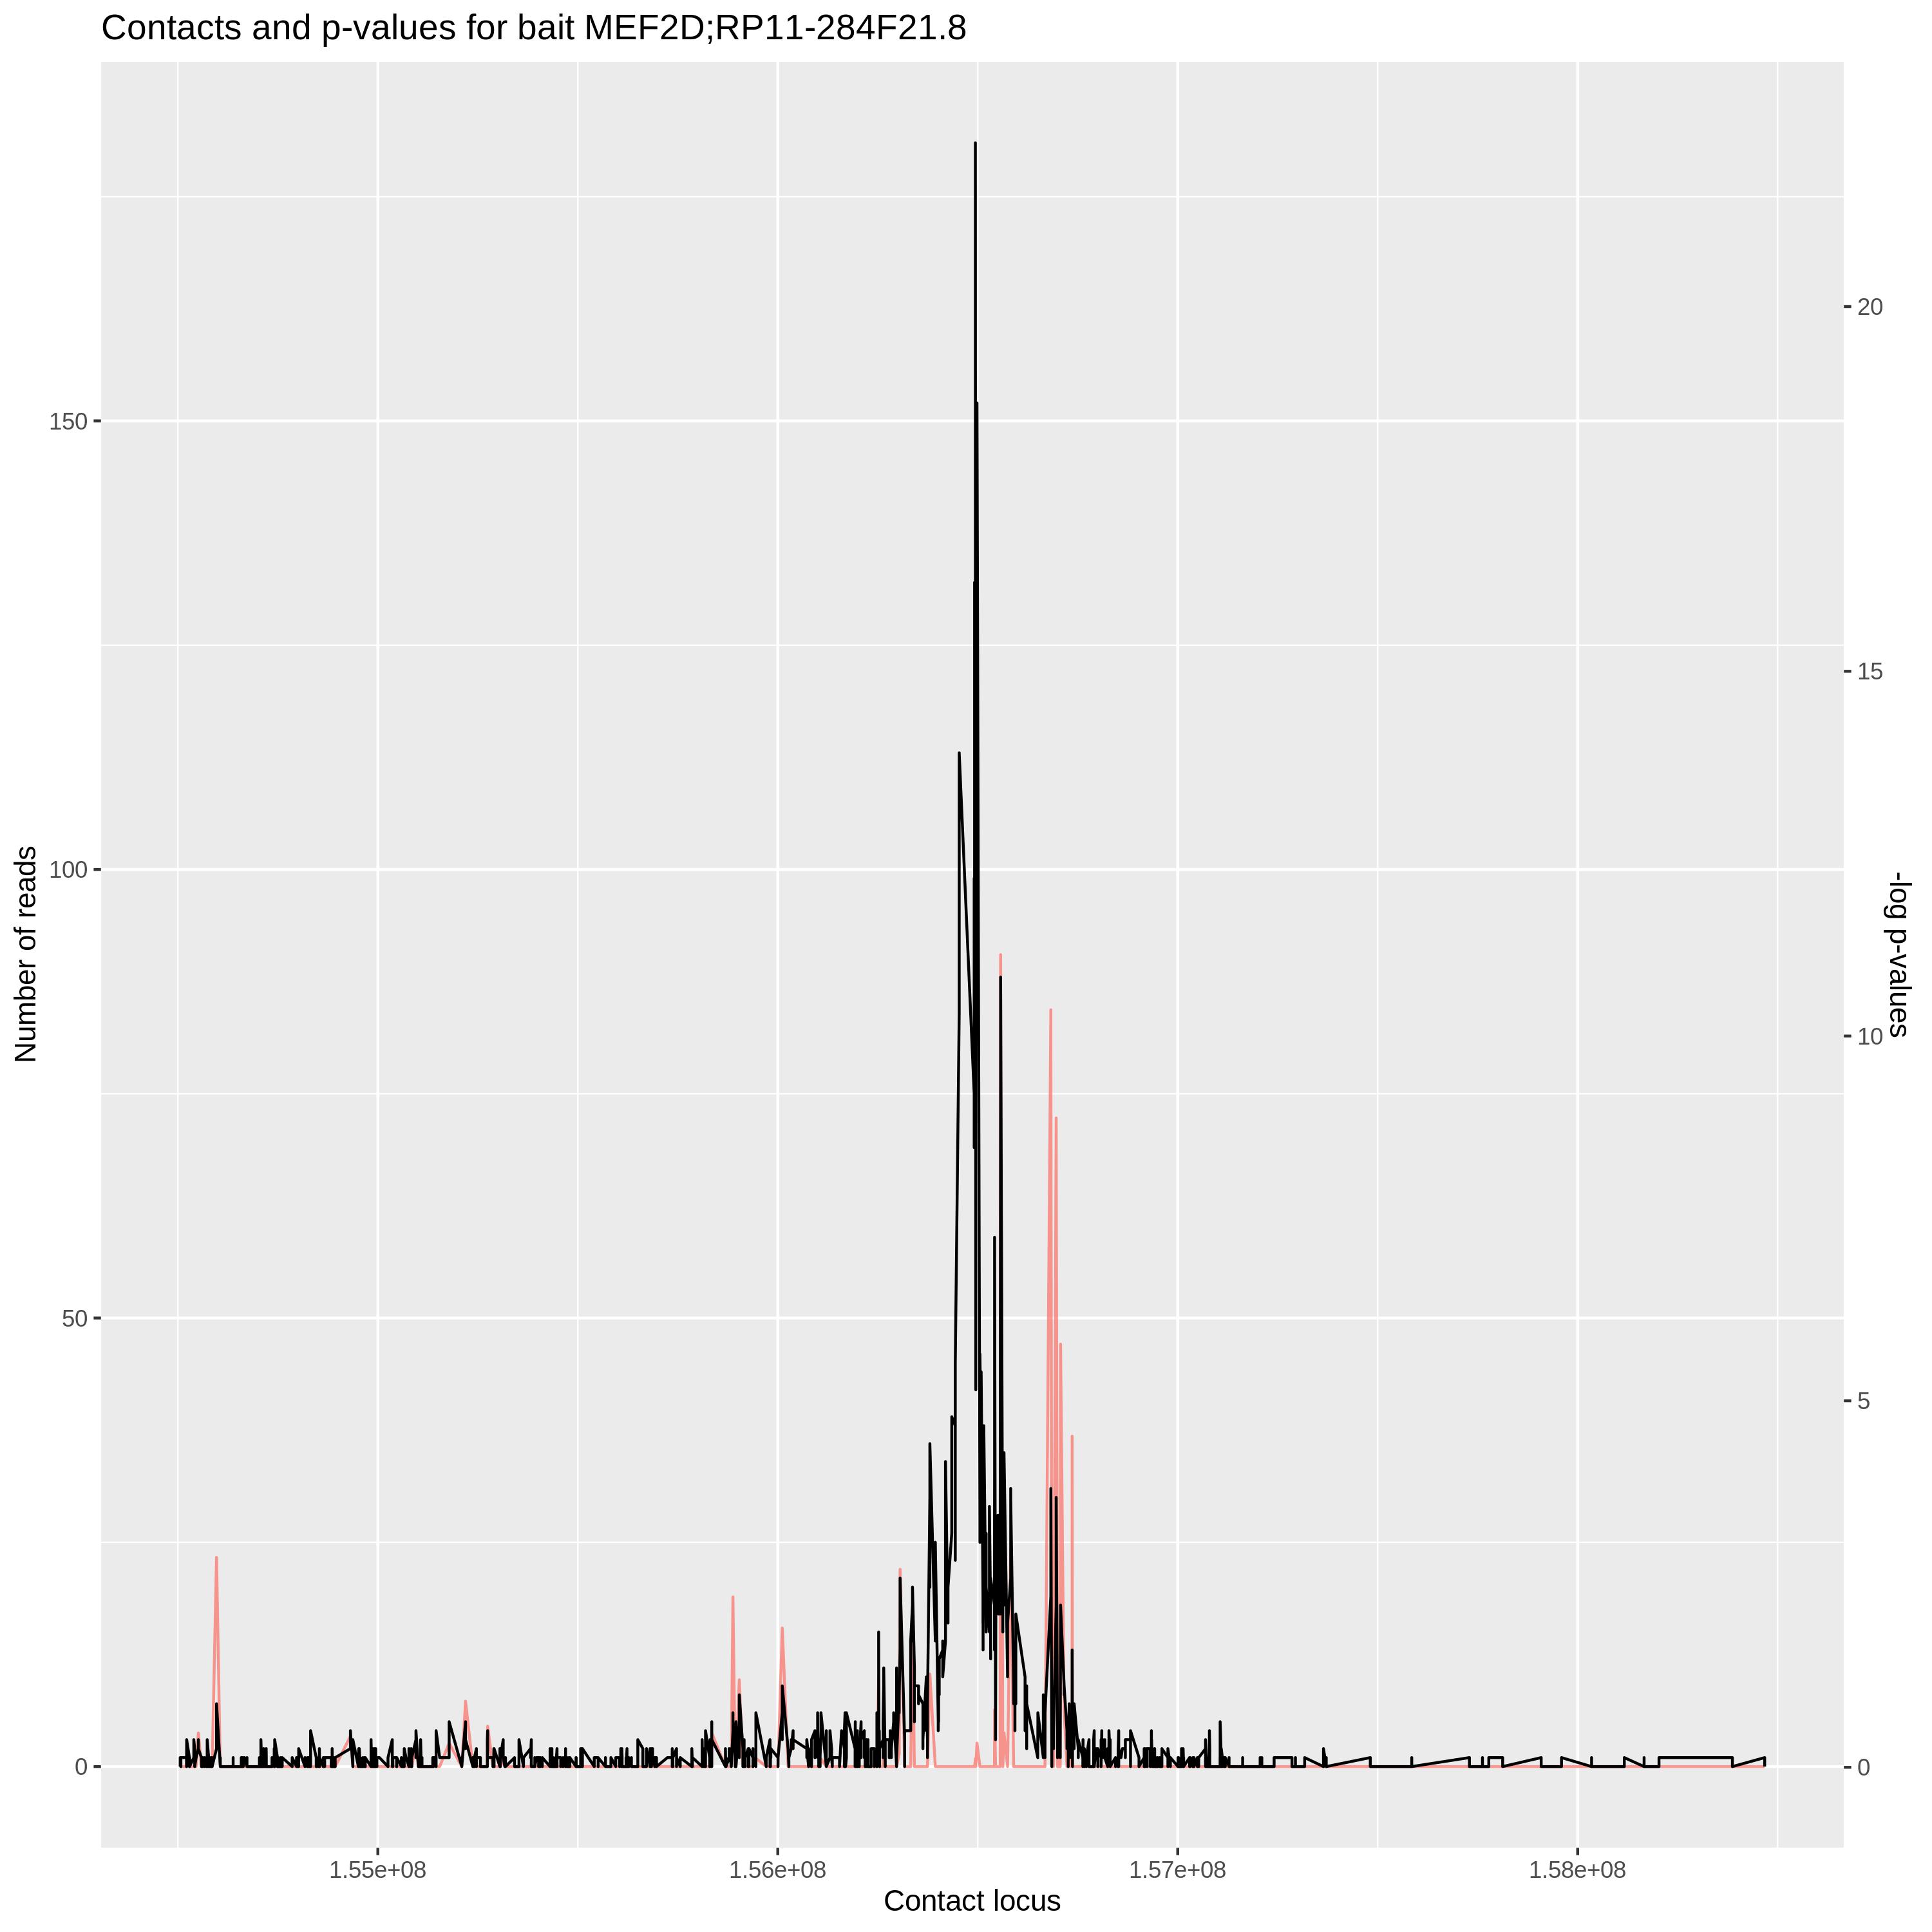 Contacts and p-values for bait MEF2D;RP11-284F21.8
150
100
50
0
Number of reads
20
15
10
5
0
-log p-values
1.55e+08
1.56e+08
1.57e+08
1.58e+08
Contact locus